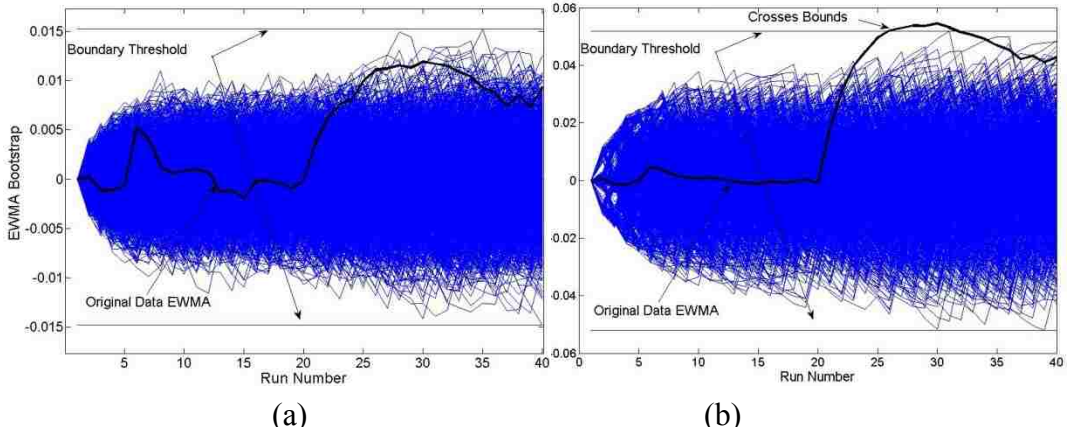 0.015
Boundary Threshold
0.01
0.005
0
-0.005
-0.01
-0.015
EWMA Bootstrap
Original Data EWMA
5 10 15 20 25 30 35 40
Run Number
(a)
0.06
Crosses Bounds
Boundary Threshold
0.04
0.02
0
-0.02
-0.04
-0.06
Original Data EWMA
5 10 15 20 25 30 35 40
Run Number
(b)